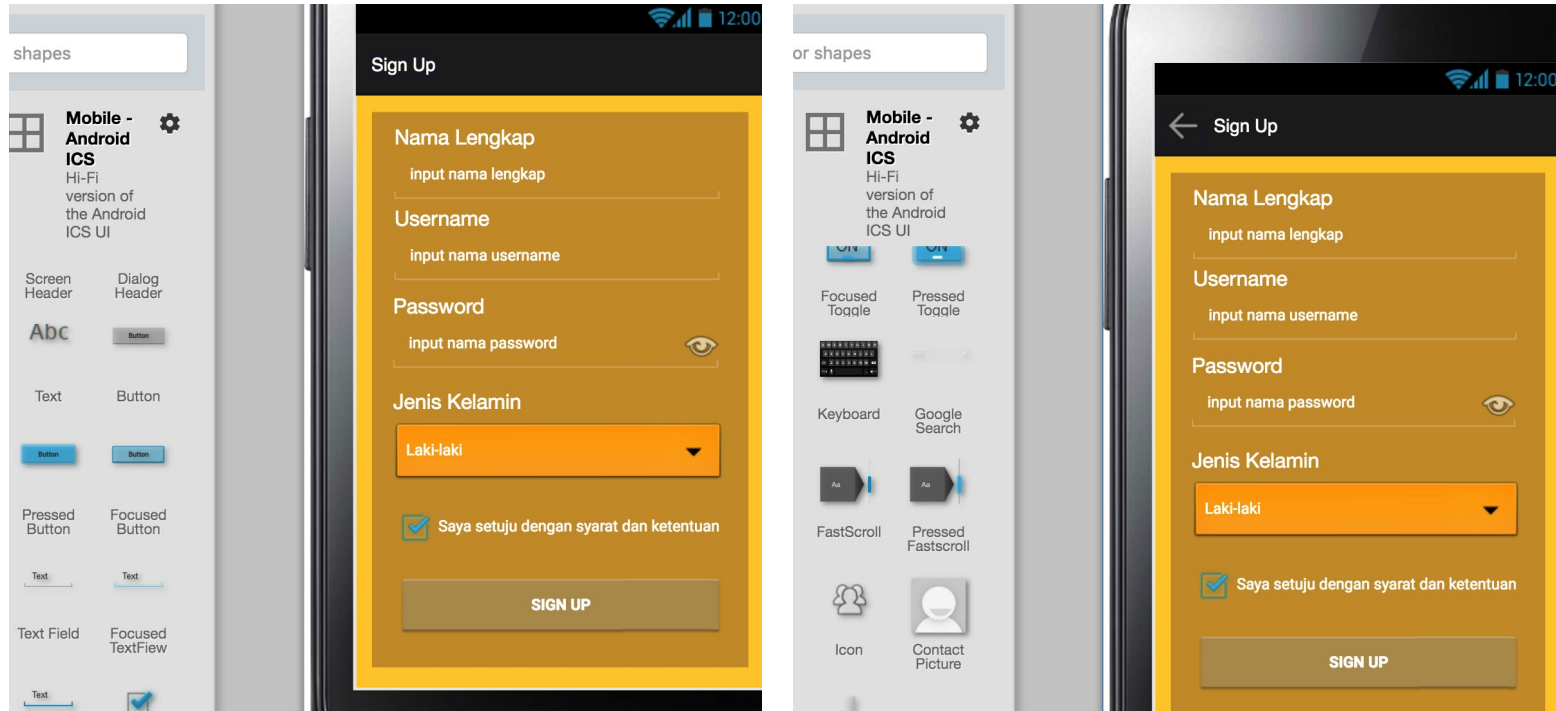 shapes
Mobile -
Android
ICS
Hi-Fi
version of
the Android
ICS UI
Screen
Header
Dialog
Header
Abc
Button
Text
Button
Button
Button
Pressed
Button
Focused
Button
Text
Text
Text Field
Focused
TextFiew
Text
12:00
Sign Up
Nama Lengkap
input nama lengkap
Username
input nama username
Password
input nama password
Jenis Kelamin
Laki-laki
Saya setuju dengan syarat dan ketentuan
SIGN UP
or shapes
Mobile -
Android
ICS
Hi-Fi
version of
the Android
ICS UI
ON
ON
Focused
Toggle
Pressed
Toggle
Keyboard
Google
Search
Aa
Aa
FastScroll
Pressed
Fastscroll
Icon
Contact
Picture
12:00
Sign Up
Nama Lengkap
input nama lengkap
Username
input nama username
Password
input nama password
Jenis Kelamin
Laki-laki
Saya setuju dengan syarat dan ketentuan
SIGN UP